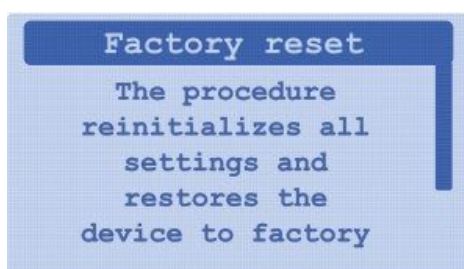 Factory reset
The procedure
reinitializes all
settings and
restores the
device to factory